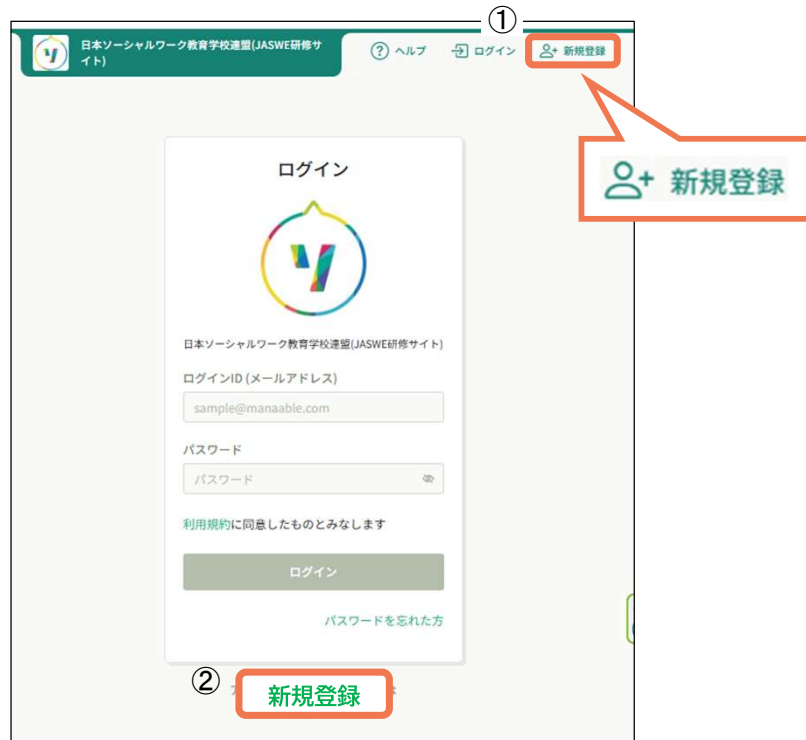 ①
日本ソーシャルワーク教育学校連盟(JASWE研修サ
イト)
? ヘルプ
ログイン
新規登録
新規登録
ログイン
日本ソーシャルワーク教育学校連盟(JASWE研修サイト)
ログインID (メールアドレス)
sample@manaable.com
パスワード
パスワード
利用規約に同意したものとみなします
ログイン
パスワードを忘れた方
②
新規登録